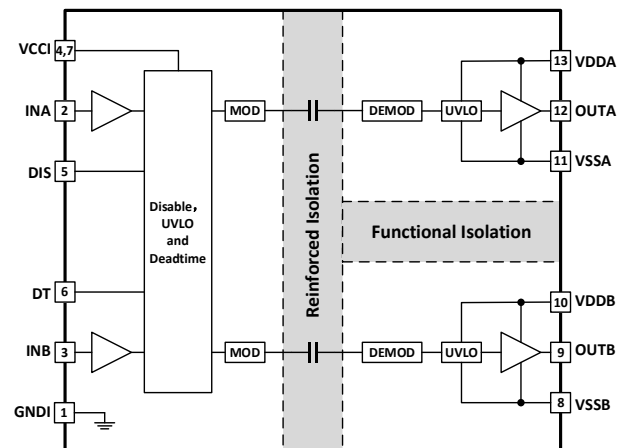 VCCI 4,7
INA 2
DIS 5
DT 6
INB 3
GNDI 1
Disable,
UVLO
and
Deadtime
MOD
MOD
Reinforced Isolation
Functional Isolation
DEMOD
UVLO
13 VDDA
12 OUTA
11 VSSA
DEMOD
UVLO
10 VDDB
9 OUTB
8 VSSB